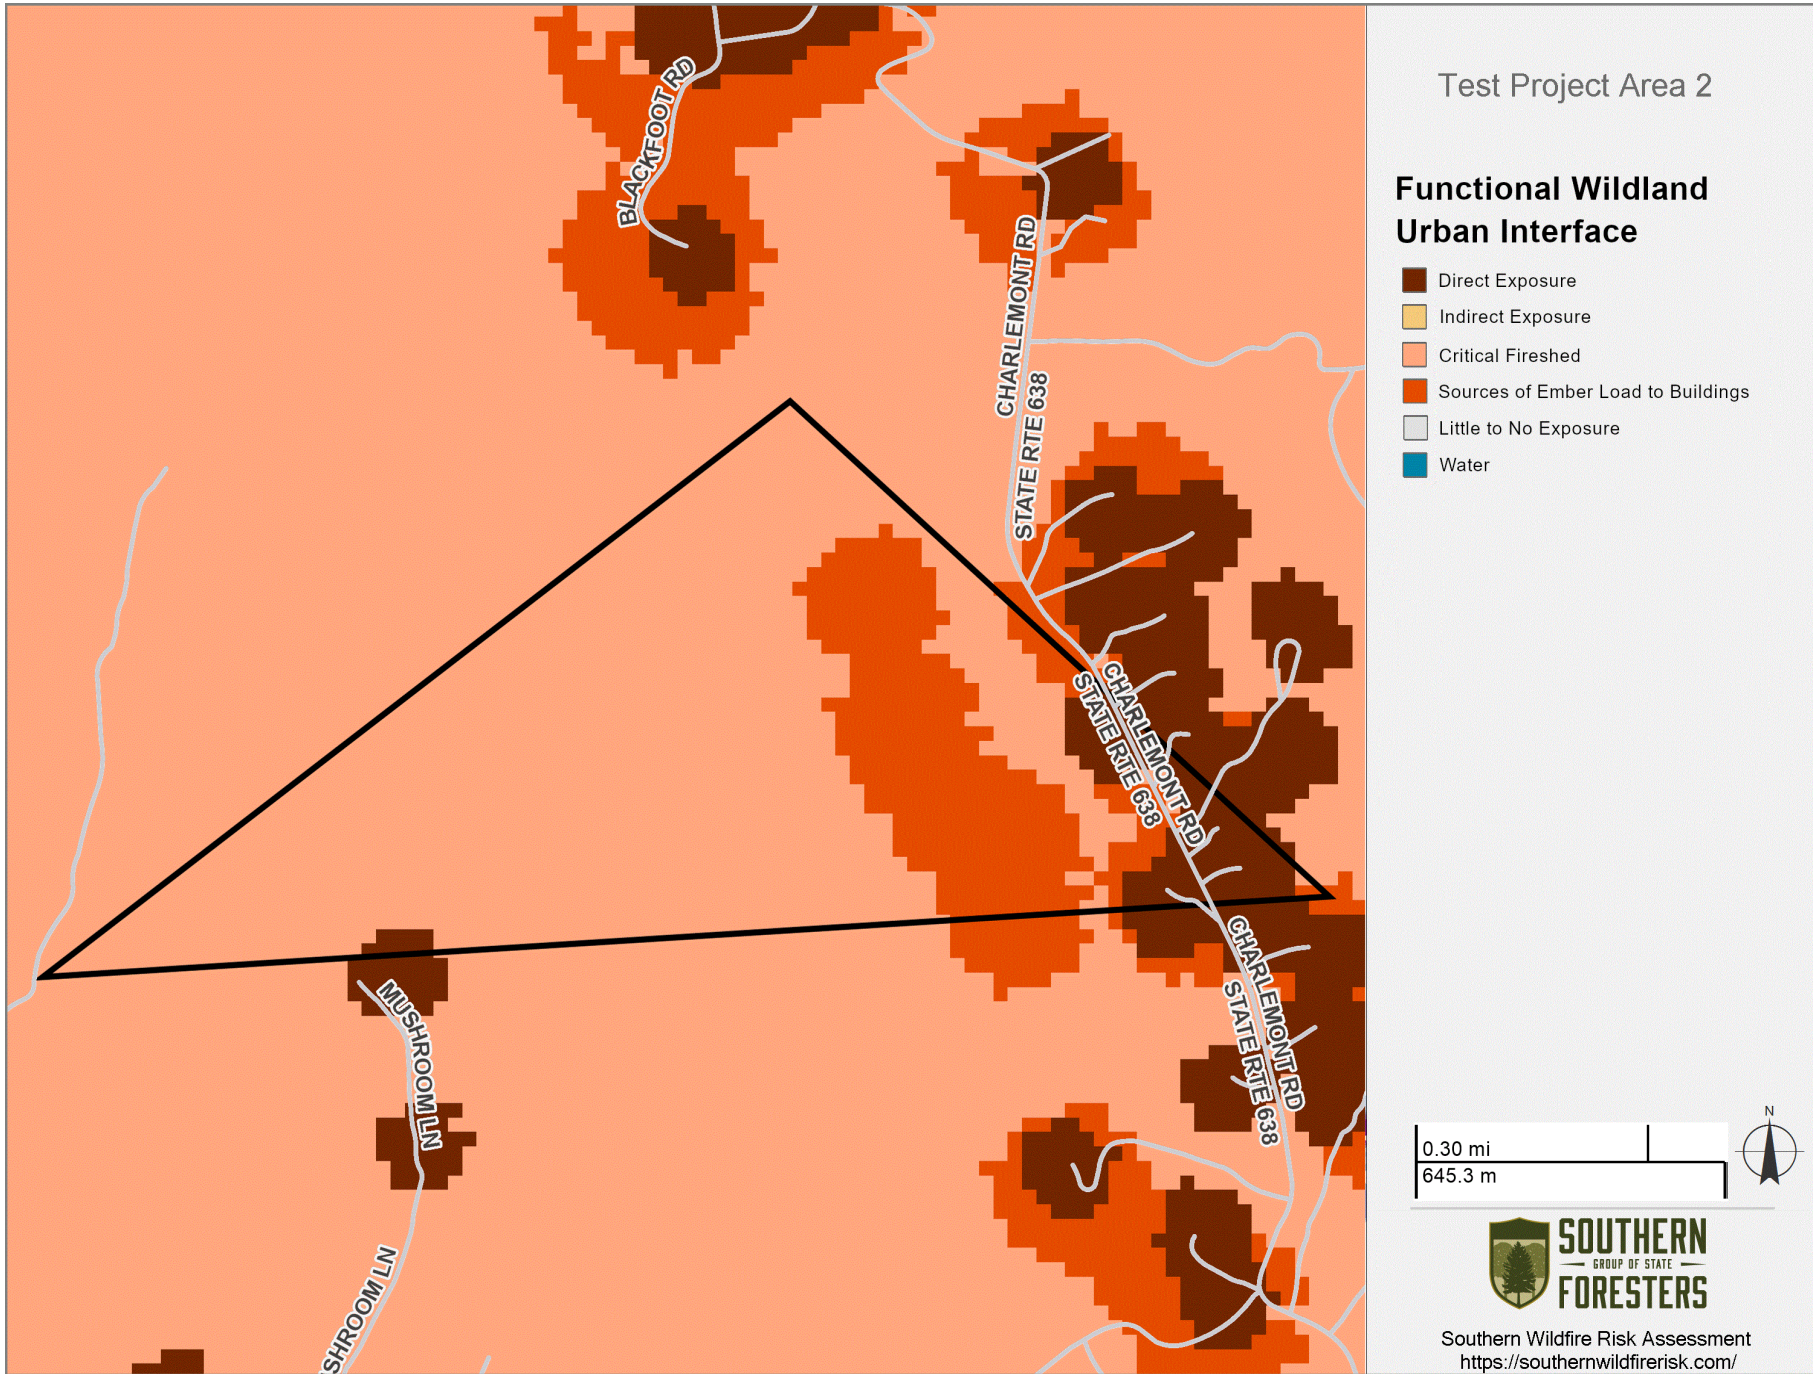 Test Project Area 2
Functional Wildland
Urban Interface
Direct Exposure
Indirect Exposure
Critical Fireshed
Sources of Ember Load to Buildings
Little to No Exposure
Water
BLACKFOOT RD
CHARLEMONT RD
STATE RTE 638
CHARLEMONT RD
STATE RTE 638
CHARLEMONT RD
STATE RTE 638
MUSHROOM LN
SHROOM LN
N
0.30 mi
645.3 m
SOUTHERN
GROUP OF STATE
FORESTERS
Southern Wildfire Risk Assessment
https://southernwildfirerisk.com/